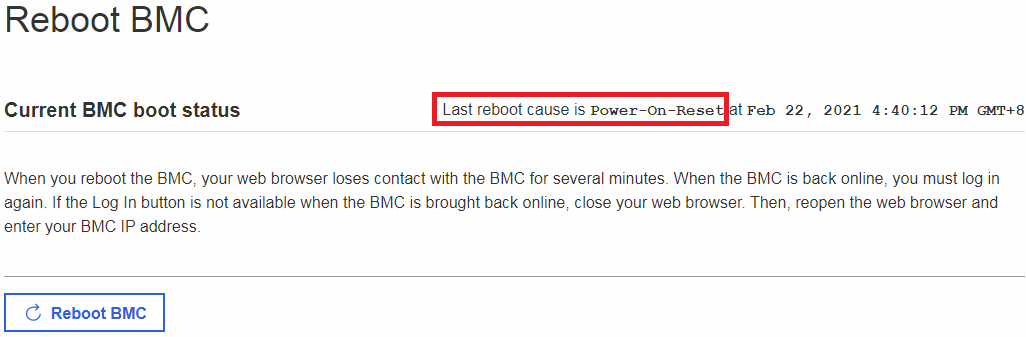 Reboot BMC
Current BMC boot status
Last reboot cause is Power-On-Reset at Feb 22, 2021 4:40:12 PM GMT+8
When you reboot the BMC, your web browser loses contact with the BMC for several minutes. When the BMC is back online, you must log in
again. If the Log In button is not available when the BMC is brought back online, close your web browser. Then, reopen the web browser and
enter your BMC IP address.
Reboot BMC